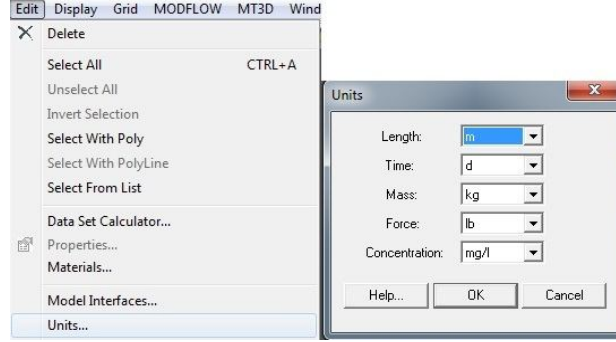 Edit Display Grid MODFLOW MT3D Wind
Delete
Select All CTRL+A
Unselect All
Invert Selection
Select With Poly
Select With PolyLine
Select From List
Data Set Calculator...
Properties...
Materials...
Model Interfaces...
Units...
Units
Length: m
Time: d
Mass: kg
Force: lb
Concentration: mg/l
Help... OK Cancel